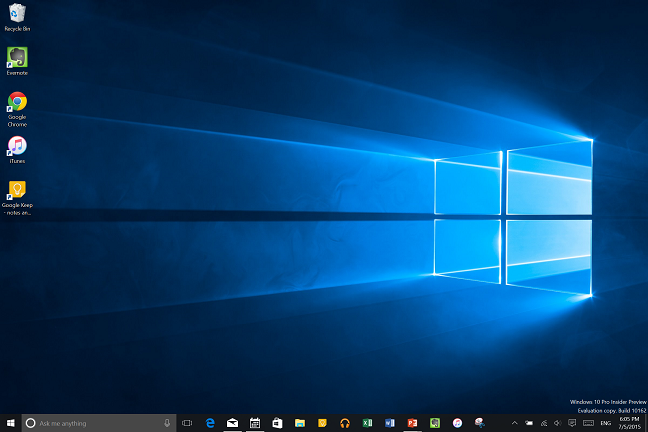 Recycle Bin
Evernote
Google
Chrome
iTunes
Google Keep
- notes an...
Windows 10 Pro Insider Preview
Evaluation copy. Build 10162
Ask me anything
ENG
6:05 PM
7/5/2015